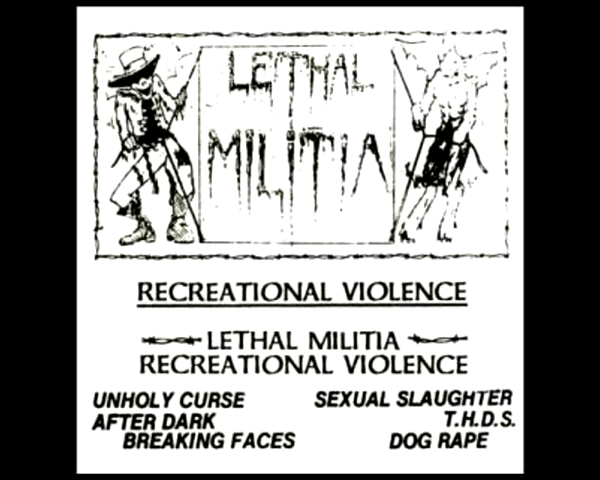 LETHAL
MILITIA
RECREATIONAL VIOLENCE
LETHAL MILITIA
RECREATIONAL VIOLENCE
UNHOLY CURSE
AFTER DARK
BREAKING FACES
SEXUAL SLAUGHTER
T.H.D.S.
DOG RAPE